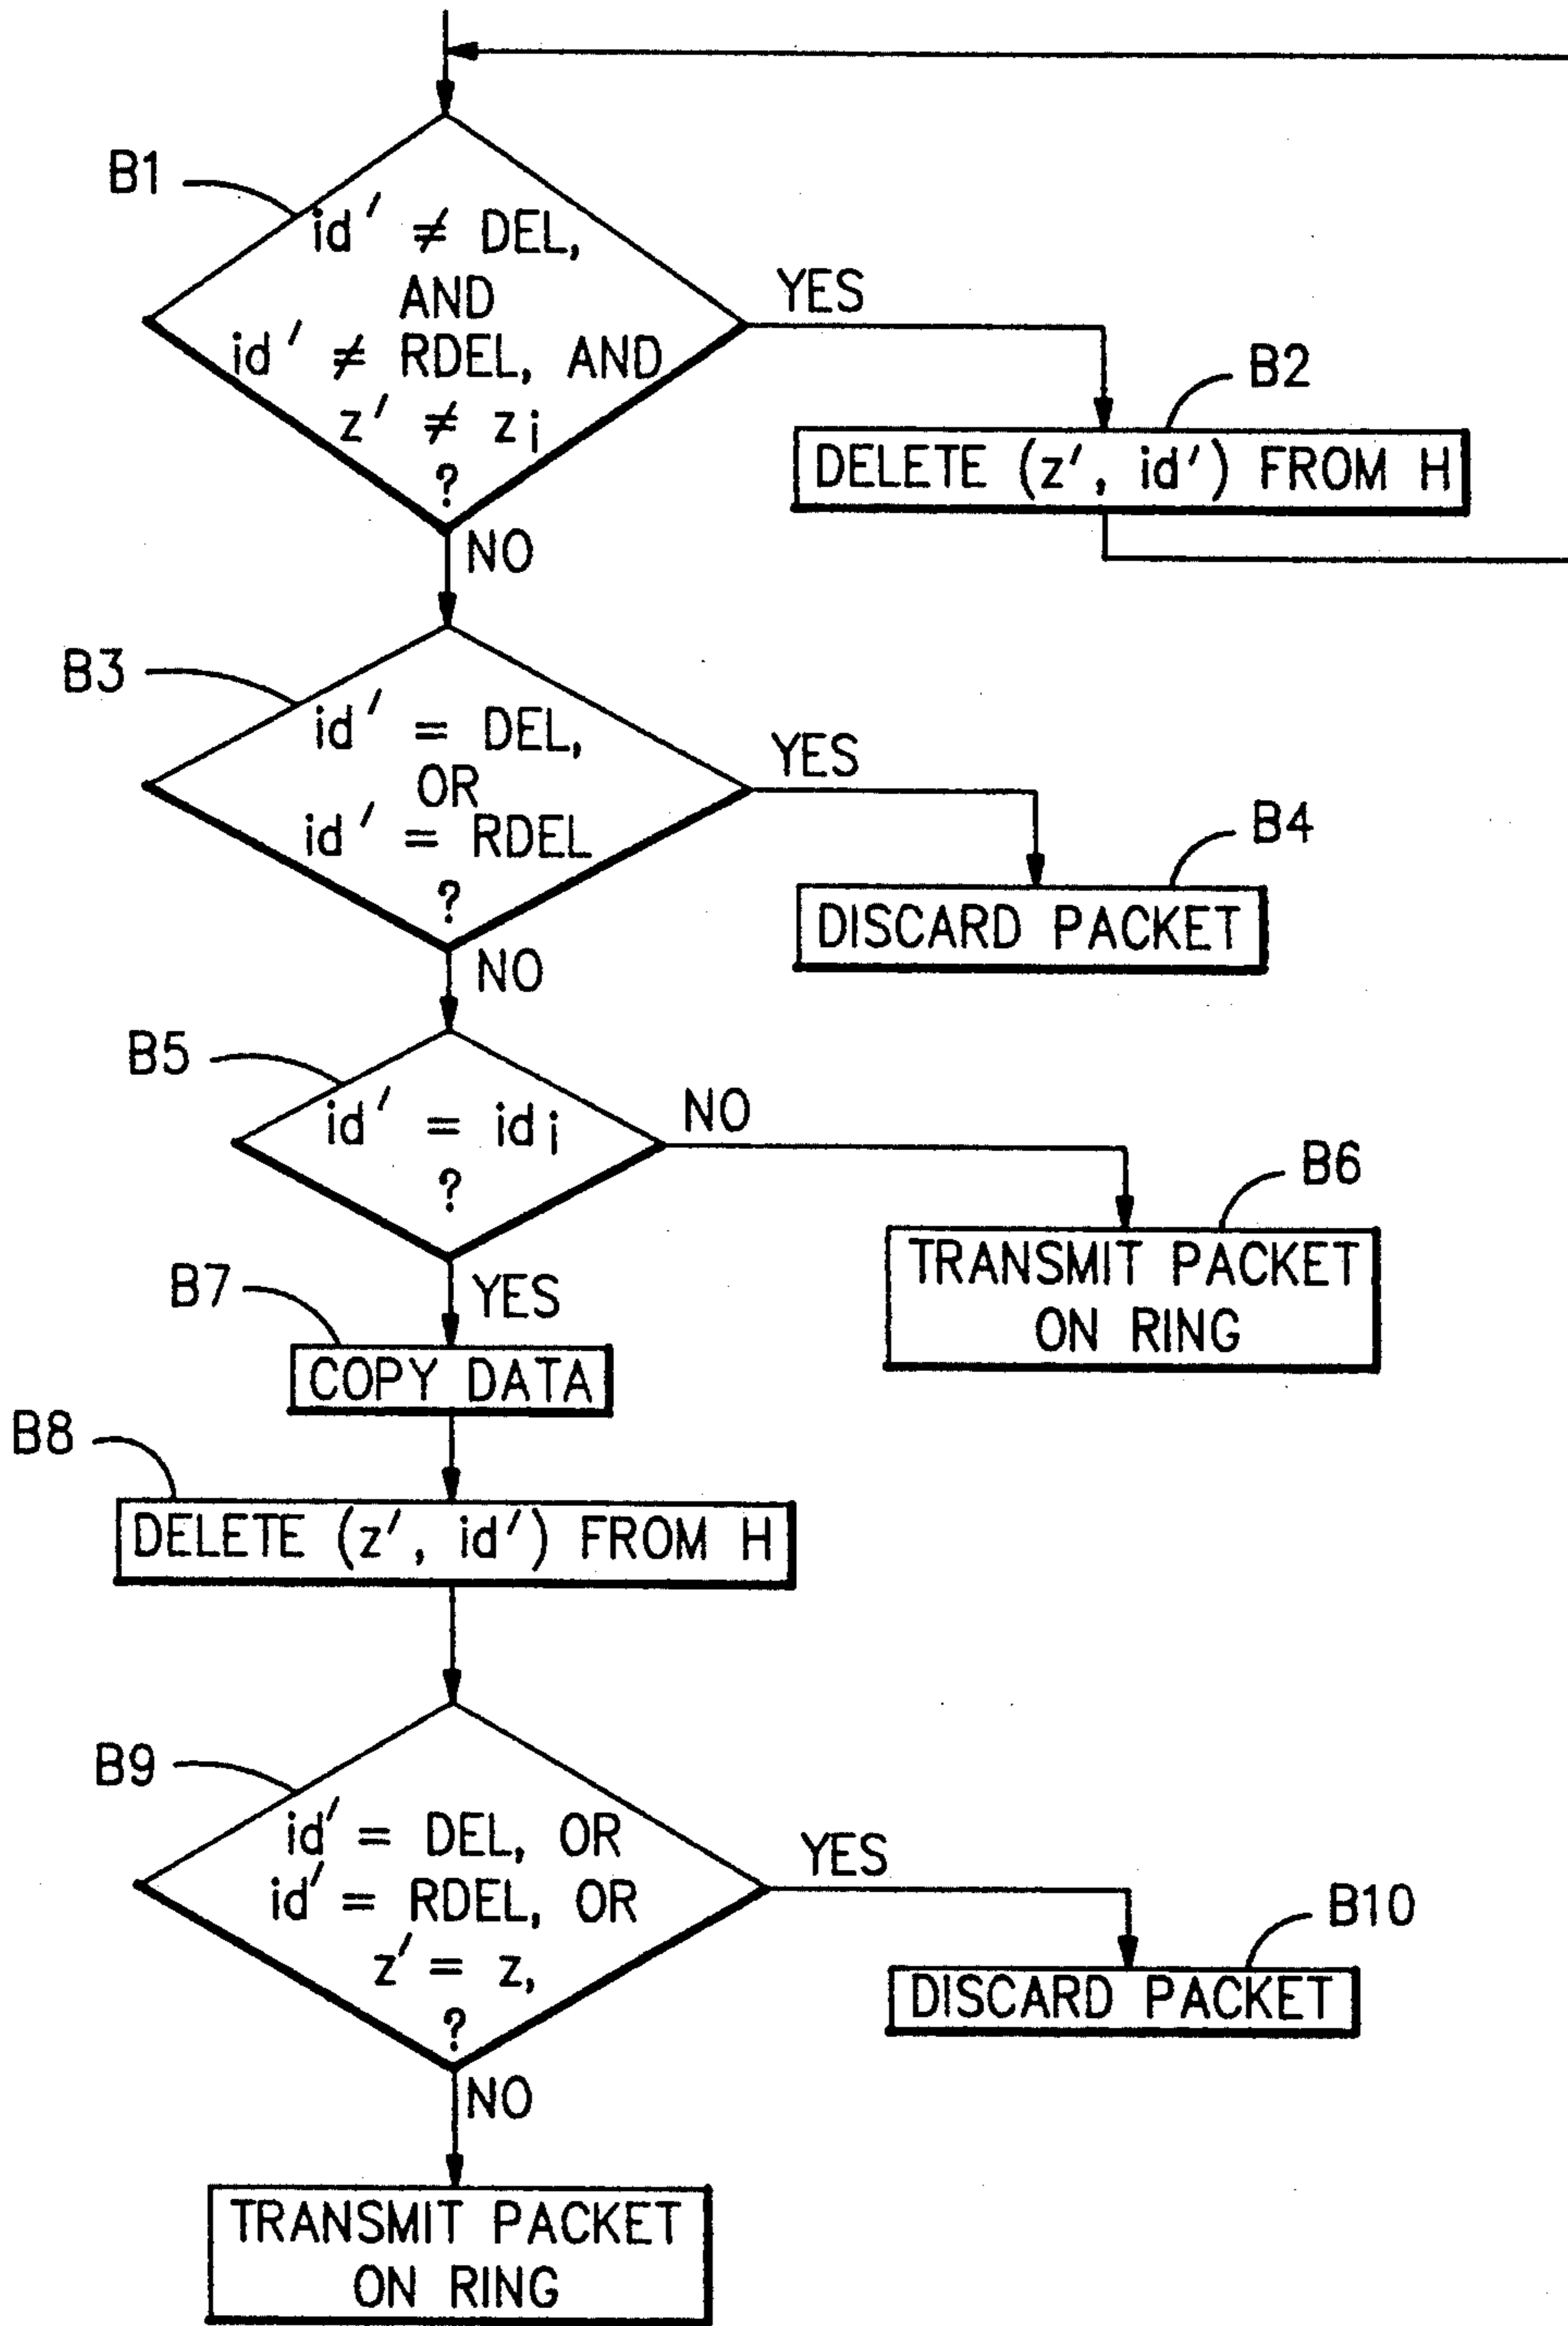 B1
id′ ≠ DEL,
AND
id′ ≠ RDEL, AND
z′ ≠ zi
?
YES
B2
DELETE (z′, id′) FROM H
NO
B3
id′ = DEL,
OR
id′ = RDEL
?
YES
B4
DISCARD PACKET
NO
B5
id′ = idi
?
NO
B6
TRANSMIT PACKET
ON RING
YES
B7
COPY DATA
B8
DELETE (z′, id′) FROM H
B9
id′ = DEL, OR
id′ = RDEL, OR
z′ = z,
?
YES
B10
DISCARD PACKET
NO
TRANSMIT PACKET
ON RING